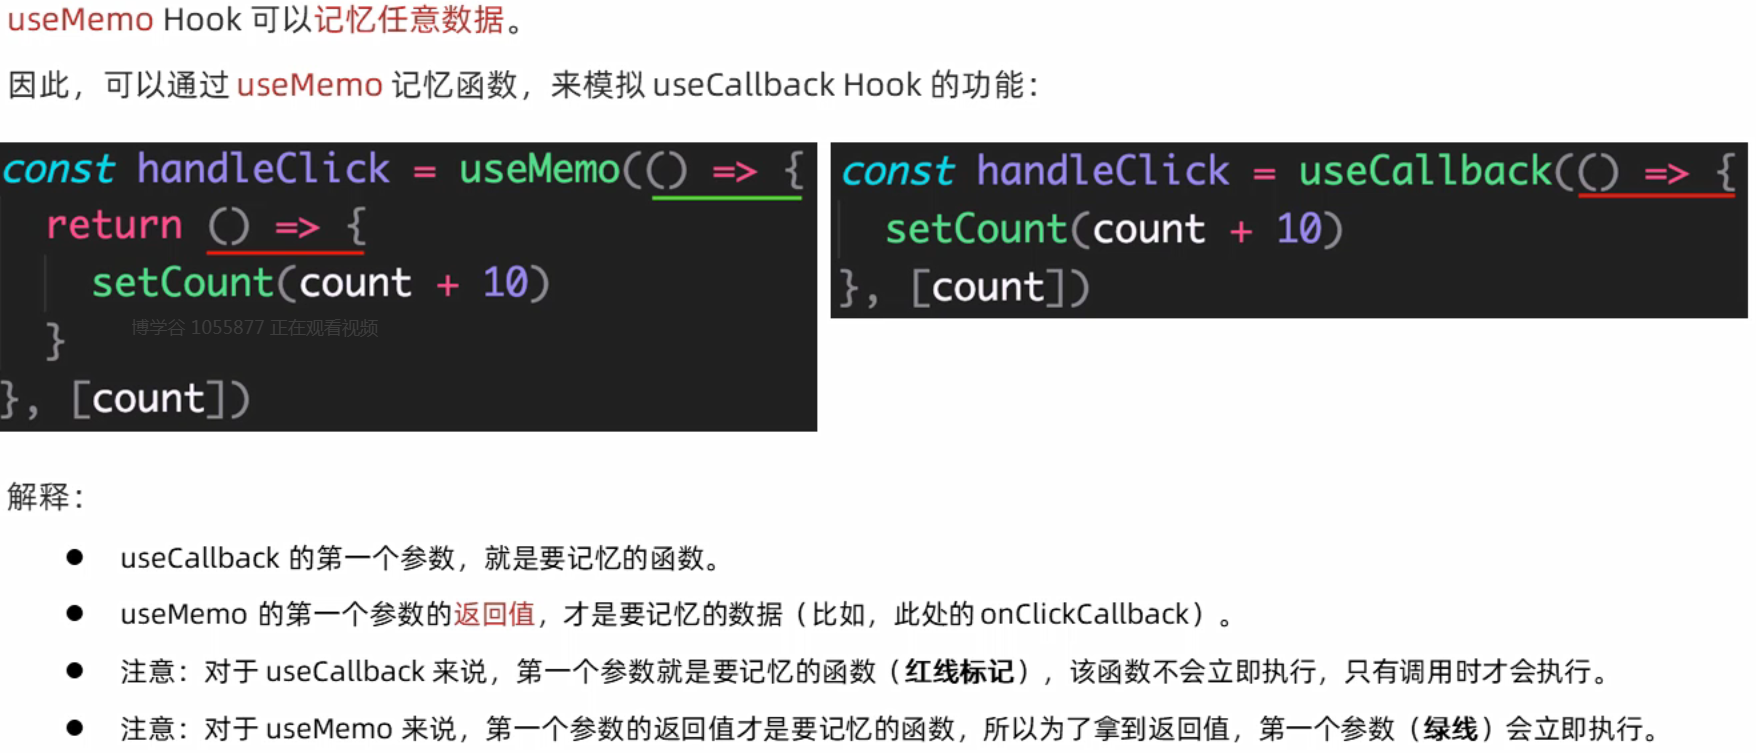 useMemo Hook 可以记忆任意数据。
因此，可以通过 useMemo 记忆函数，来模拟 useCallback Hook 的功能：
const handleClick = useMemo(() => {
  return () => {
    setCount(count + 10)
博学谷 1055877 正在观看视频
  }
}, [count])
const handleClick = useCallback(() => {
  setCount(count + 10)
}, [count])
解释：
● useCallback 的第一个参数，就是要记忆的函数。
● useMemo 的第一个参数的返回值，才是要记忆的数据（比如，此处的 onClickCallback）。
● 注意：对于 useCallback 来说，第一个参数就是要记忆的函数（红线标记），该函数不会立即执行，只有调用时才会执行。
● 注意：对于 useMemo 来说，第一个参数的返回值才是要记忆的函数，所以为了拿到返回值，第一个参数（绿线）会立即执行。